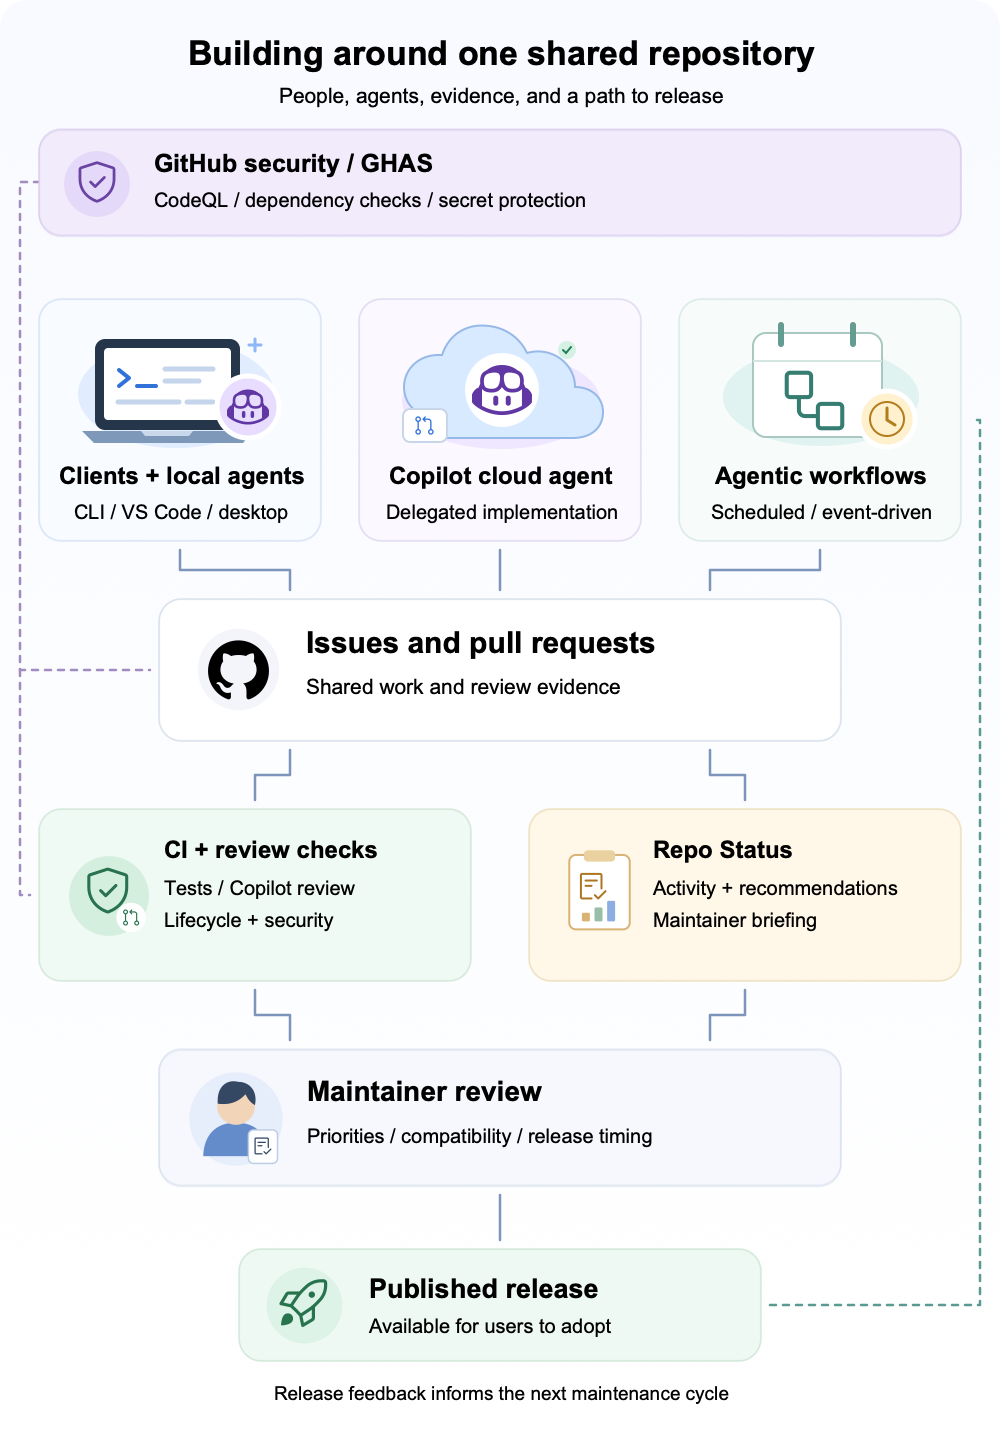 Building around one shared repository
People, agents, evidence, and a path to release
GitHub security / GHAS
CodeQL / dependency checks / secret protection
Clients + local agents
CLI / VS Code / desktop
Copilot cloud agent
Delegated implementation
Agentic workflows
Scheduled / event-driven
Issues and pull requests
Shared work and review evidence
CI + review checks
Tests / Copilot review
Lifecycle + security
Repo Status
Activity + recommendations
Maintainer briefing
Maintainer review
Priorities / compatibility / release timing
Published release
Available for users to adopt
Release feedback informs the next maintenance cycle